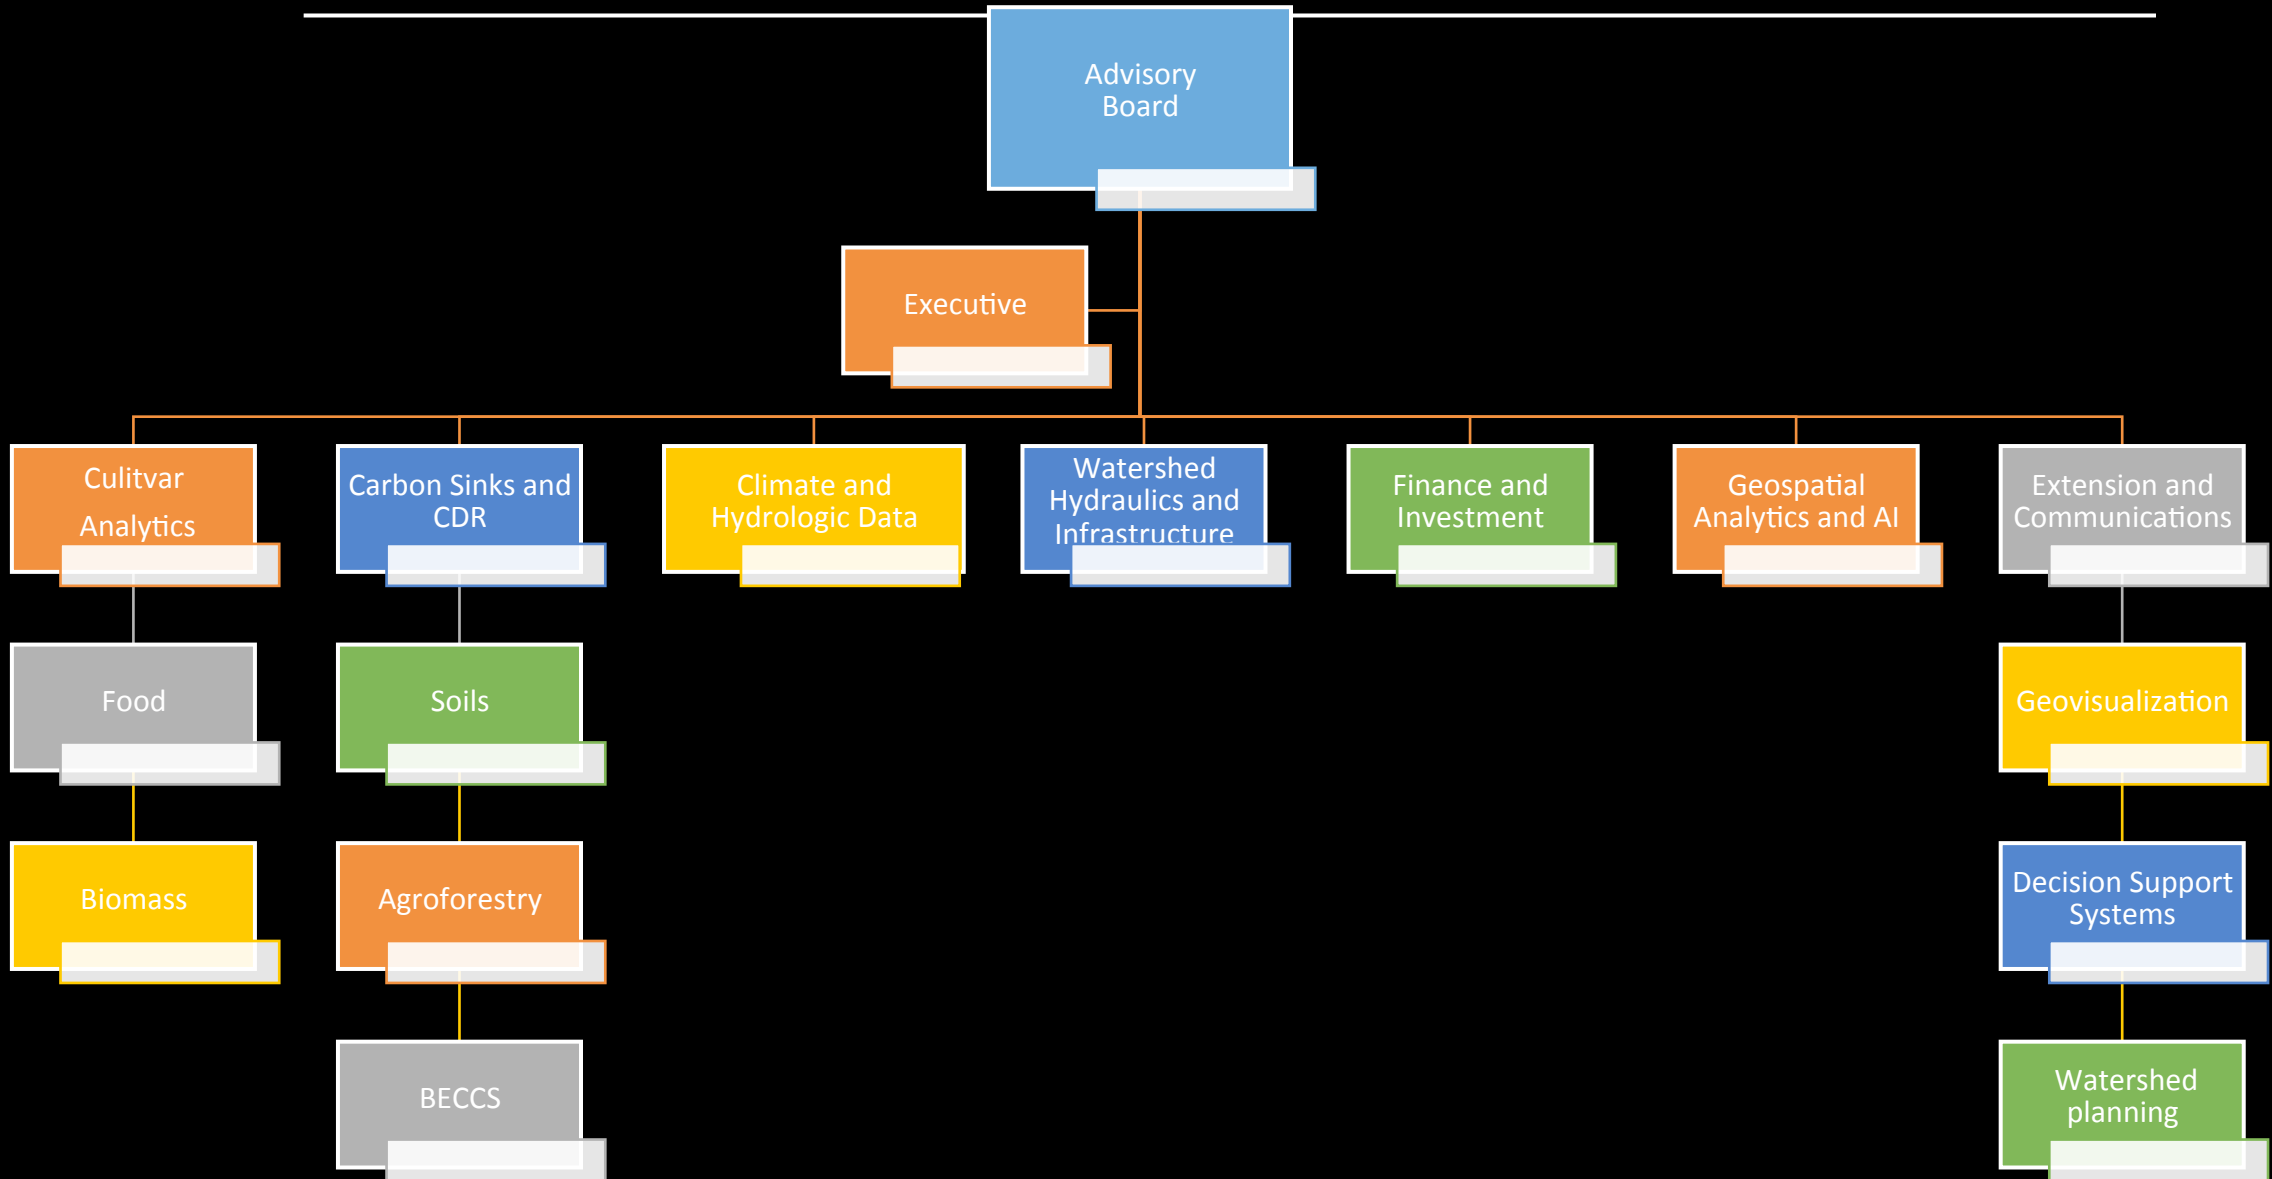 Advisory
Board
Executive
Culitvar
Analytics
Carbon Sinks and
CDR
Climate and
Hydrologic Data
Watershed
Hydraulics and
Infrastructure
Finance and
Investment
Geospatial
Analytics and AI
Extension and
Communications
Food
Soils
Geovisualization
Biomass
Agroforestry
Decision Support
Systems
BECCS
Watershed
planning